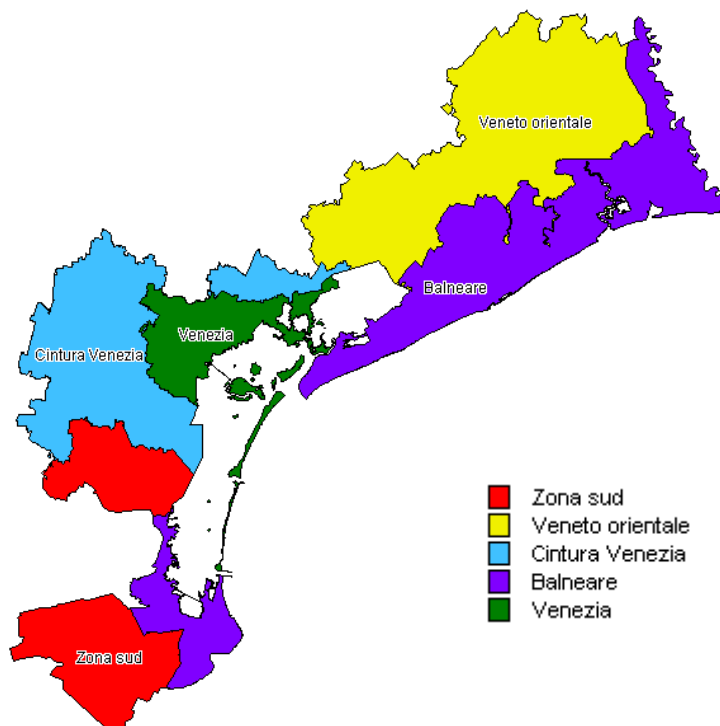 Veneto orientale
Balneare
Venezia
Cintura Venezia
Zona sud
Zona sud
Veneto orientale
Cintura Venezia
Balneare
Venezia